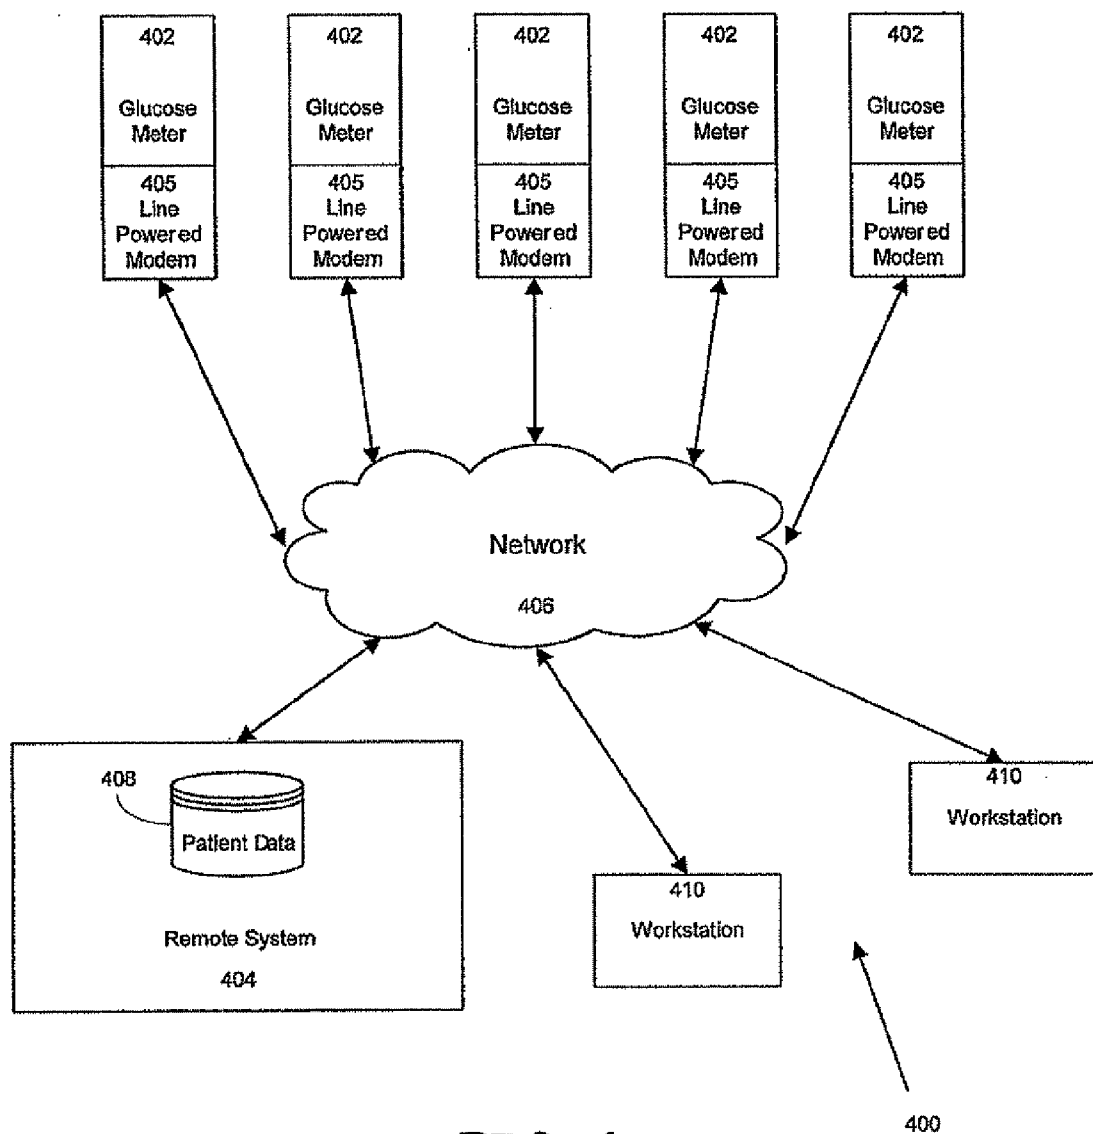 402
Glucose
Meter
405
Line
Powered
Modem
402
Glucose
Meter
405
Line
Powered
Modem
402
Glucose
Meter
405
Line
Powered
Modem
402
Glucose
Meter
405
Line
Powered
Modem
402
Glucose
Meter
405
Line
Powered
Modem
Network
406
408
Patient Data
Remote System
404
410
Workstation
410
Workstation
400